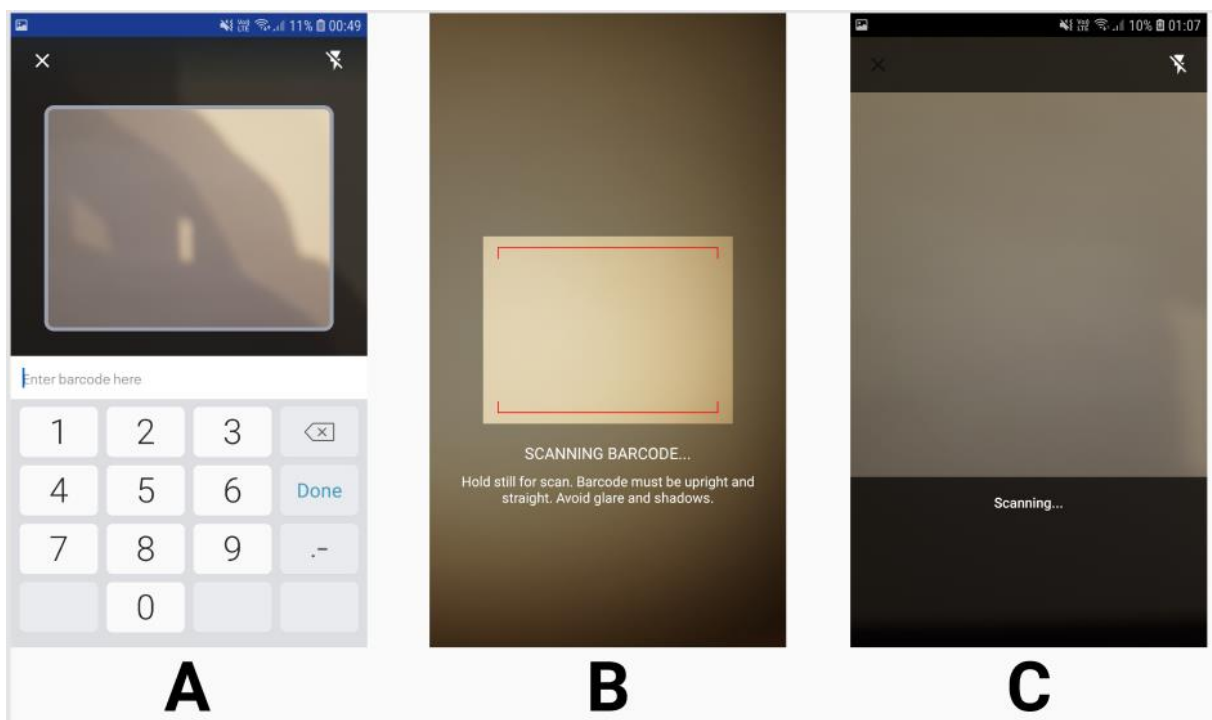 11% 00:49
Enter barcode here
1 2 3
4 5 6 Done
7 8 9 .-
0
A
SCANNING BARCODE...
Hold still for scan. Barcode must be upright and
straight. Avoid glare and shadows.
B
10% 01:07
Scanning...
C